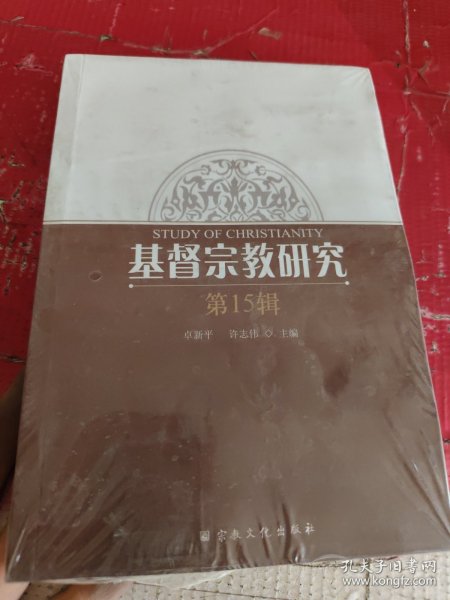 STUDY OF CHRISTIANITY
基督宗教研究
第15辑
卓新平 许志伟 ◇ 主编
宗教文化出版社
孔夫子旧书网
www.kongfz.com